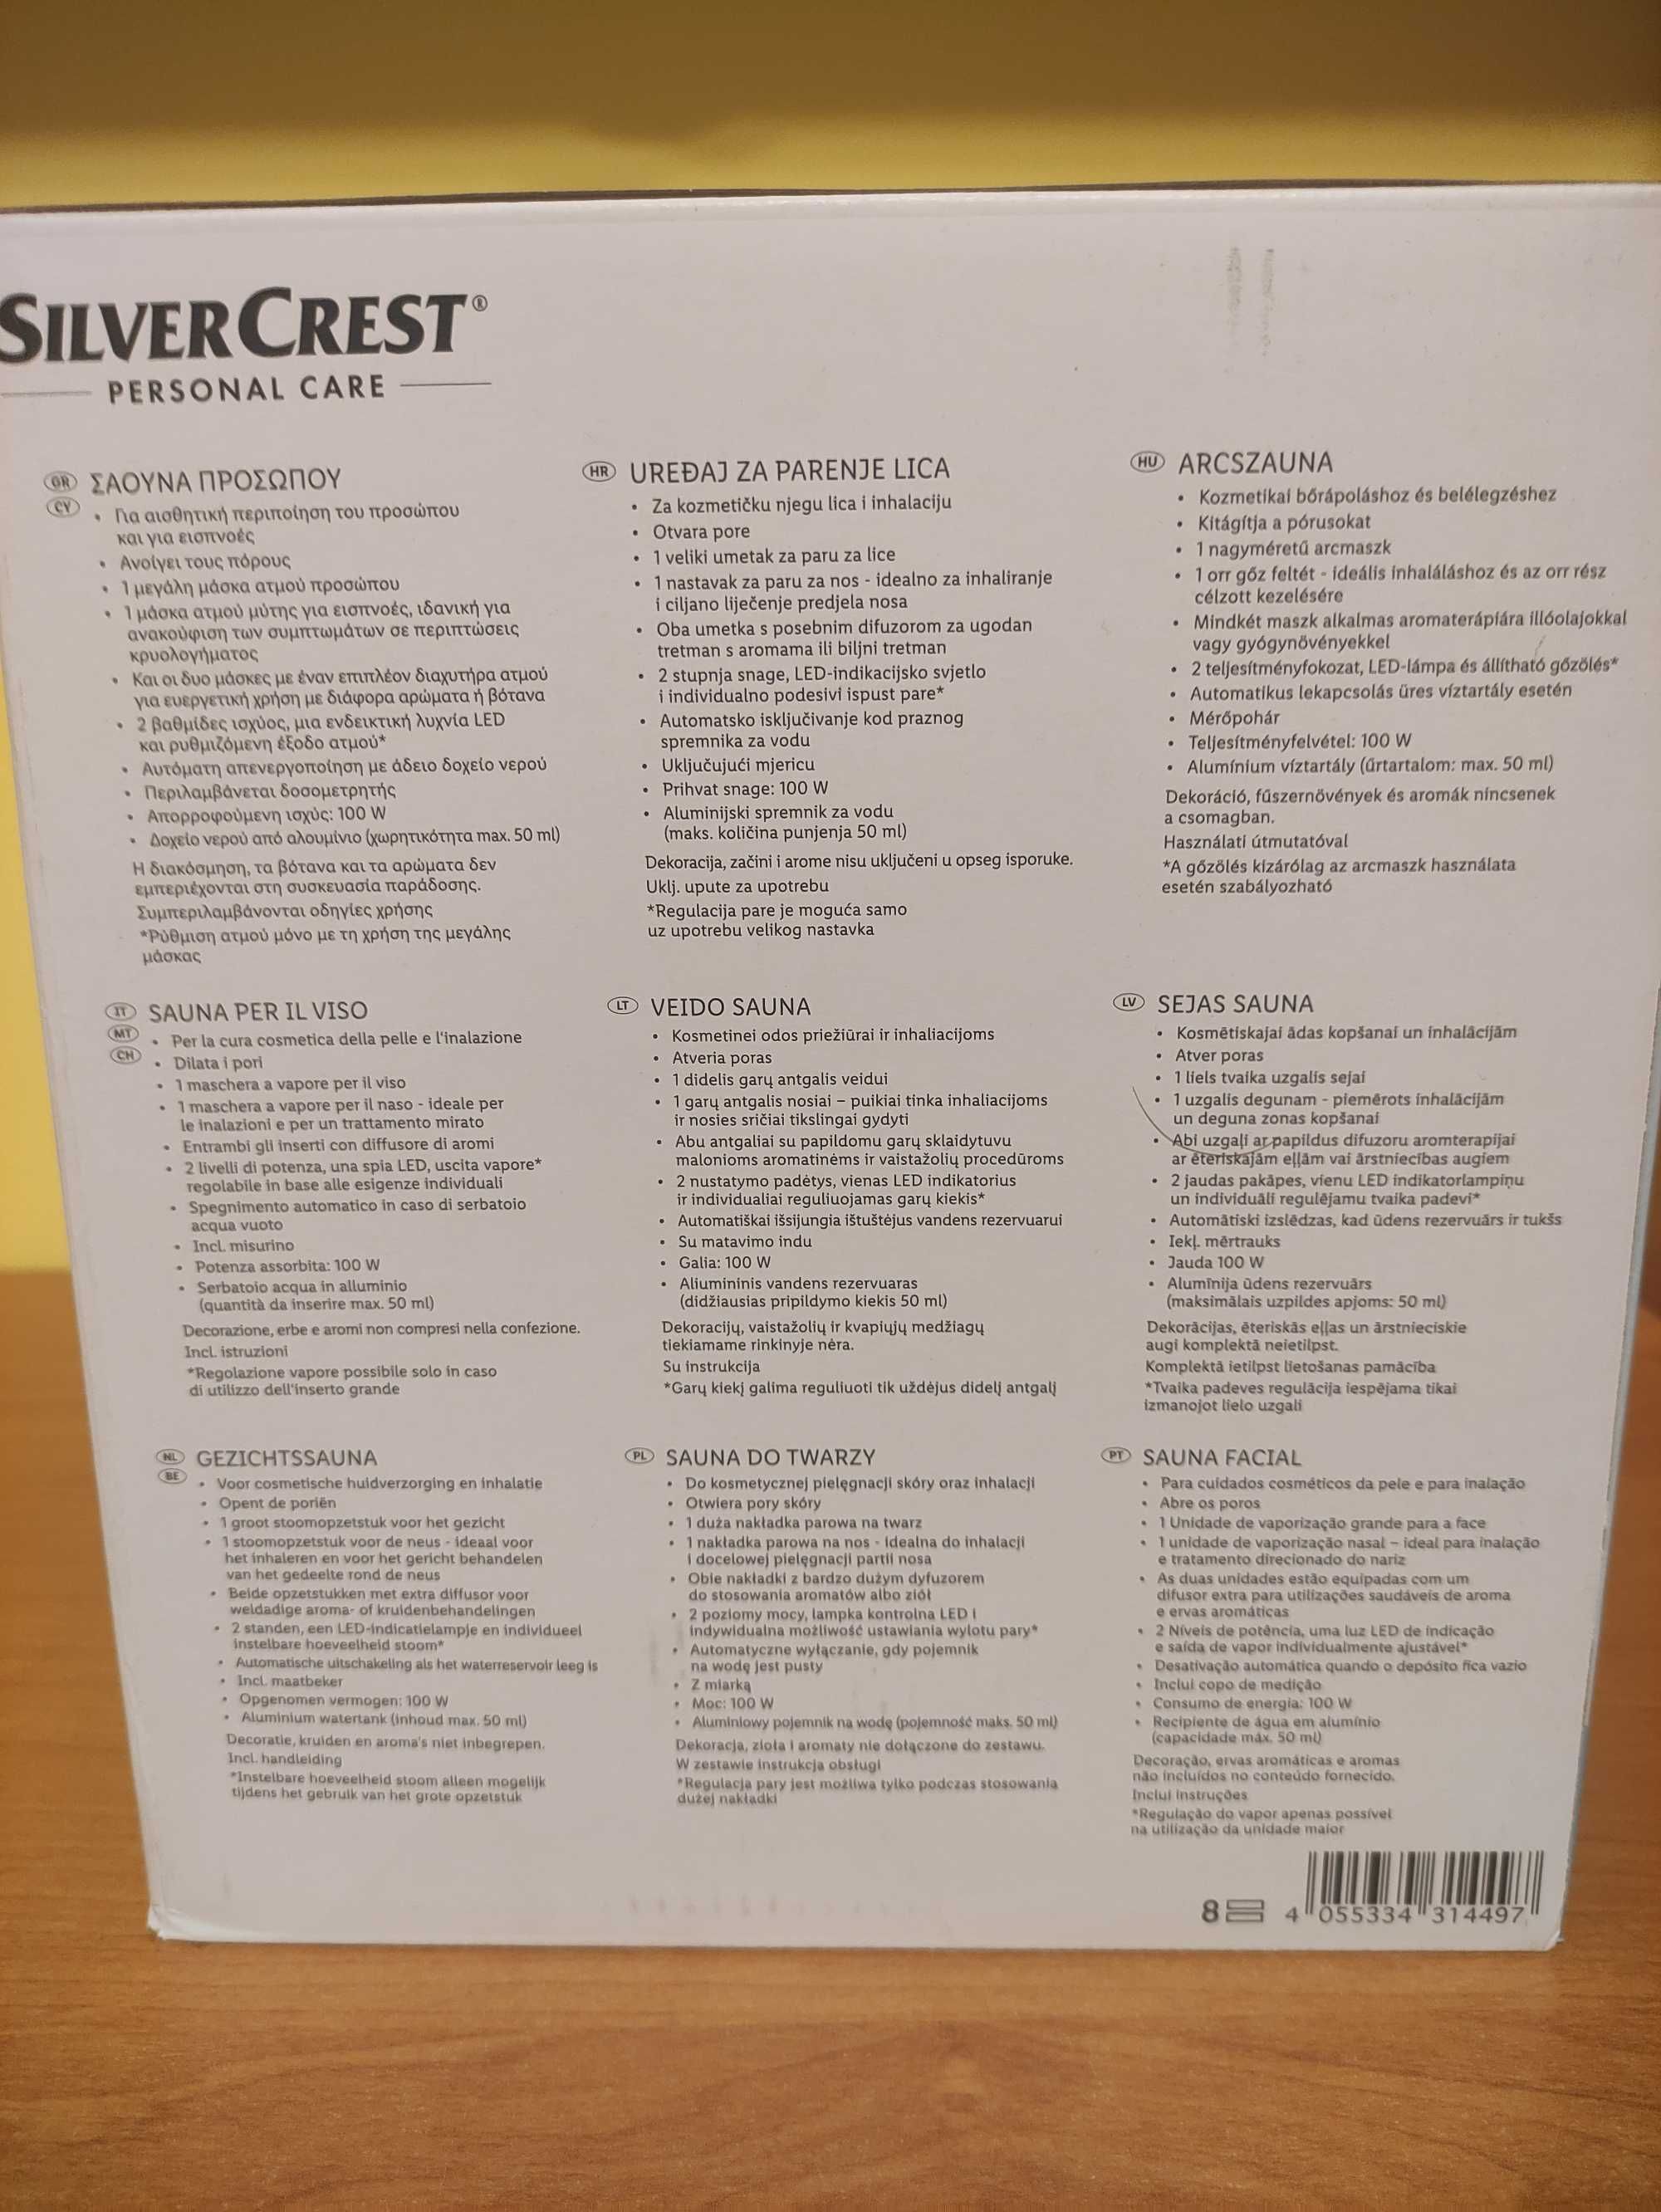 SILVERCREST®
PERSONAL CARE
GR ΣΑΟΥΝΑ ΠΡΟΣΩΠΟΥ
CY
• Για αισθητική περιποίηση του προσώπου
και για εισπνοές
• Ανοίγει τους πόρους
• 1 μεγάλη μάσκα ατμού προσώπου
• 1 μάσκα ατμού μύτης για εισπνοές, ιδανική για
ανακούφιση των συμπτωμάτων σε περιπτώσεις
κρυολογήματος
• Και οι δυο μάσκες με έναν επιπλέον διαχυτήρα ατμού
για ευεργετική χρήση με διάφορα αρώματα ή βότανα
• 2 βαθμίδες ισχύος, μια ενδεικτική λυχνία LED
και ρυθμιζόμενη έξοδο ατμού*
• Αυτόματη απενεργοποίηση με άδειο δοχείο νερού
• Περιλαμβάνεται δοσομετρητής
• Απορροφούμενη ισχύς: 100 W
• Δοχείο νερού από αλουμίνιο (χωρητικότητα max. 50 ml)
Η διακόσμηση, τα βότανα και τα αρώματα δεν
εμπεριέχονται στη συσκευασία παράδοσης.
Συμπεριλαμβάνονται οδηγίες χρήσης
*Ρύθμιση ατμού μόνο με τη χρήση της μεγάλης
μάσκας
HR UREĐAJ ZA PARENJE LICA
• Za kozmetičku njegu lica i inhalaciju
• Otvara pore
• 1 veliki umetak za paru za lice
• 1 nastavak za paru za nos - idealno za inhaliranje
i ciljano liječenje predjela nosa
• Oba umetka s posebnim difuzorom za ugodan
tretman s aromama ili biljni tretman
• 2 stupnja snage, LED-indikacijsko svjetlo
i individualno podesivi ispust pare*
• Automatsko isključivanje kod praznog
spremnika za vodu
• Uključujući mjericu
• Prihvat snage: 100 W
• Aluminijski spremnik za vodu
(maks. količina punjenja 50 ml)
Dekoracija, začini i arome nisu uključeni u opseg isporuke.
Uklj. upute za upotrebu
*Regulacija pare je moguća samo
uz upotrebu velikog nastavka
HU ARCSZAUNA
• Kozmetikai bőrápoláshoz és belélegzéshez
• Kitágítja a pórusokat
• 1 nagyméretű arcmaszk
• 1 orr gőz feltét - ideális inhaláláshoz és az orr rész
célzott kezelésére
• Mindkét maszk alkalmas aromaterápiára illóolajokkal
vagy gyógynövényekkel
• 2 teljesítményfokozat, LED-lámpa és állítható gőzölés*
• Automatikus lekapcsolás üres víztartály esetén
• Mérőpohár
• Teljesítményfelvétel: 100 W
• Alumínium víztartály (űrtartalom: max. 50 ml)
Dekoráció, fűszernövények és aromák nincsenek
a csomagban.
Használati útmutatóval
*A gőzölés kizárólag az arcmaszk használata
esetén szabályozható
IT SAUNA PER IL VISO
MT
CH
• Per la cura cosmetica della pelle e l'inalazione
• Dilata i pori
• 1 maschera a vapore per il viso
• 1 maschera a vapore per il naso - ideale per
le inalazioni e per un trattamento mirato
• Entrambi gli inserti con diffusore di aromi
• 2 livelli di potenza, una spia LED, uscita vapore*
regolabile in base alle esigenze individuali
• Spegnimento automatico in caso di serbatoio
acqua vuoto
• Incl. misurino
• Potenza assorbita: 100 W
• Serbatoio acqua in alluminio
(quantità da inserire max. 50 ml)
Decorazione, erbe e aromi non compresi nella confezione.
Incl. istruzioni
*Regolazione vapore possibile solo in caso
di utilizzo dell'inserto grande
LT VEIDO SAUNA
• Kosmetinei odos priežiūrai ir inhaliacijoms
• Atveria poras
• 1 didelis garų antgalis veidui
• 1 garų antgalis nosiai – puikiai tinka inhaliacijoms
ir nosies sričiai tikslingai gydyti
• Abu antgaliai su papildomu garų sklaidytuvu
malonioms aromatinėms ir vaistažolių procedūroms
• 2 nustatymo padėtys, vienas LED indikatorius
ir individualiai reguliuojamas garų kiekis*
• Automatiškai išsijungia ištuštėjus vandens rezervuarui
• Su matavimo indu
• Galia: 100 W
• Aliumininis vandens rezervuaras
(didžiausias pripildymo kiekis 50 ml)
Dekoracijų, vaistažolių ir kvapiųjų medžiagų
tiekiamame rinkinyje nėra.
Su instrukcija
*Garų kiekį galima reguliuoti tik uždėjus didelį antgalį
LV SEJAS SAUNA
• Kosmētiskajai ādas kopšanai un inhalācijām
• Atver poras
• 1 liels tvaika uzgalis sejai
• 1 uzgalis degunam - piemērots inhalācijām
un deguna zonas kopšanai
• Abi uzgaļi ar papildus difuzoru aromterapijai
ar ēteriskajām eļļām vai ārstniecības augiem
• 2 jaudas pakāpes, vienu LED indikatorlampiņu
un individuāli regulējamu tvaika padevi*
• Automātiski izslēdzas, kad ūdens rezervuārs ir tukšs
• Iekļ. mērtrauks
• Jauda 100 W
• Alumīnija ūdens rezervuārs
(maksimālais uzpildes apjoms: 50 ml)
Dekorācijas, ēteriskās eļļas un ārstnieciskie
augi komplektā neietilpst.
Komplektā ietilpst lietošanas pamācība
*Tvaika padeves regulācija iespējama tikai
izmanojot lielo uzgali
NL GEZICHTSSAUNA
BE
• Voor cosmetische huidverzorging en inhalatie
• Opent de poriën
• 1 groot stoomopzetstuk voor het gezicht
• 1 stoomopzetstuk voor de neus - ideaal voor
het inhaleren en voor het gericht behandelen
van het gedeelte rond de neus
• Beide opzetstukken met extra diffusor voor
weldadige aroma- of kruidenbehandelingen
• 2 standen, een LED-indicatielampje en individueel
instelbare hoeveelheid stoom*
• Automatische uitschakeling als het waterreservoir leeg is
• Incl. maatbeker
• Opgenomen vermogen: 100 W
• Aluminium watertank (inhoud max. 50 ml)
Decoratie, kruiden en aroma's niet inbegrepen.
Incl. handleiding
*Instelbare hoeveelheid stoom alleen mogelijk
tijdens het gebruik van het grote opzetstuk
PL SAUNA DO TWARZY
• Do kosmetycznej pielęgnacji skóry oraz inhalacji
• Otwiera pory skóry
• 1 duża nakładka parowa na twarz
• 1 nakładka parowa na nos - idealna do inhalacji
i docelowej pielęgnacji partii nosa
• Obie nakładki z bardzo dużym dyfuzorem
do stosowania aromatów albo ziół
• 2 poziomy mocy, lampka kontrolna LED i
indywidualna możliwość ustawiania wylotu pary*
• Automatyczne wyłączanie, gdy pojemnik
na wodę jest pusty
• Z miarką
• Moc: 100 W
• Aluminiowy pojemnik na wodę (pojemność maks. 50 ml)
Dekoracja, zioła i aromaty nie dołączone do zestawu.
W zestawie instrukcja obsługi
*Regulacja pary jest możliwa tylko podczas stosowania
dużej nakładki
PT SAUNA FACIAL
• Para cuidados cosméticos da pele e para inalação
• Abre os poros
• 1 Unidade de vaporização grande para a face
• 1 unidade de vaporização nasal – ideal para inalação
e tratamento direcionado do nariz
• As duas unidades estão equipadas com um
difusor extra para utilizações saudáveis de aroma
e ervas aromáticas
• 2 Níveis de potência, uma luz LED de indicação
e saída de vapor individualmente ajustável*
• Desativação automática quando o depósito fica vazio
• Inclui copo de medição
• Consumo de energia: 100 W
• Recipiente de água em alumínio
(capacidade máx. 50 ml)
Decoração, ervas aromáticas e aromas
não incluídos no conteúdo fornecido.
Inclui instruções
*Regulação do vapor apenas possível
na utilização da unidade maior
8 4 055334 314497